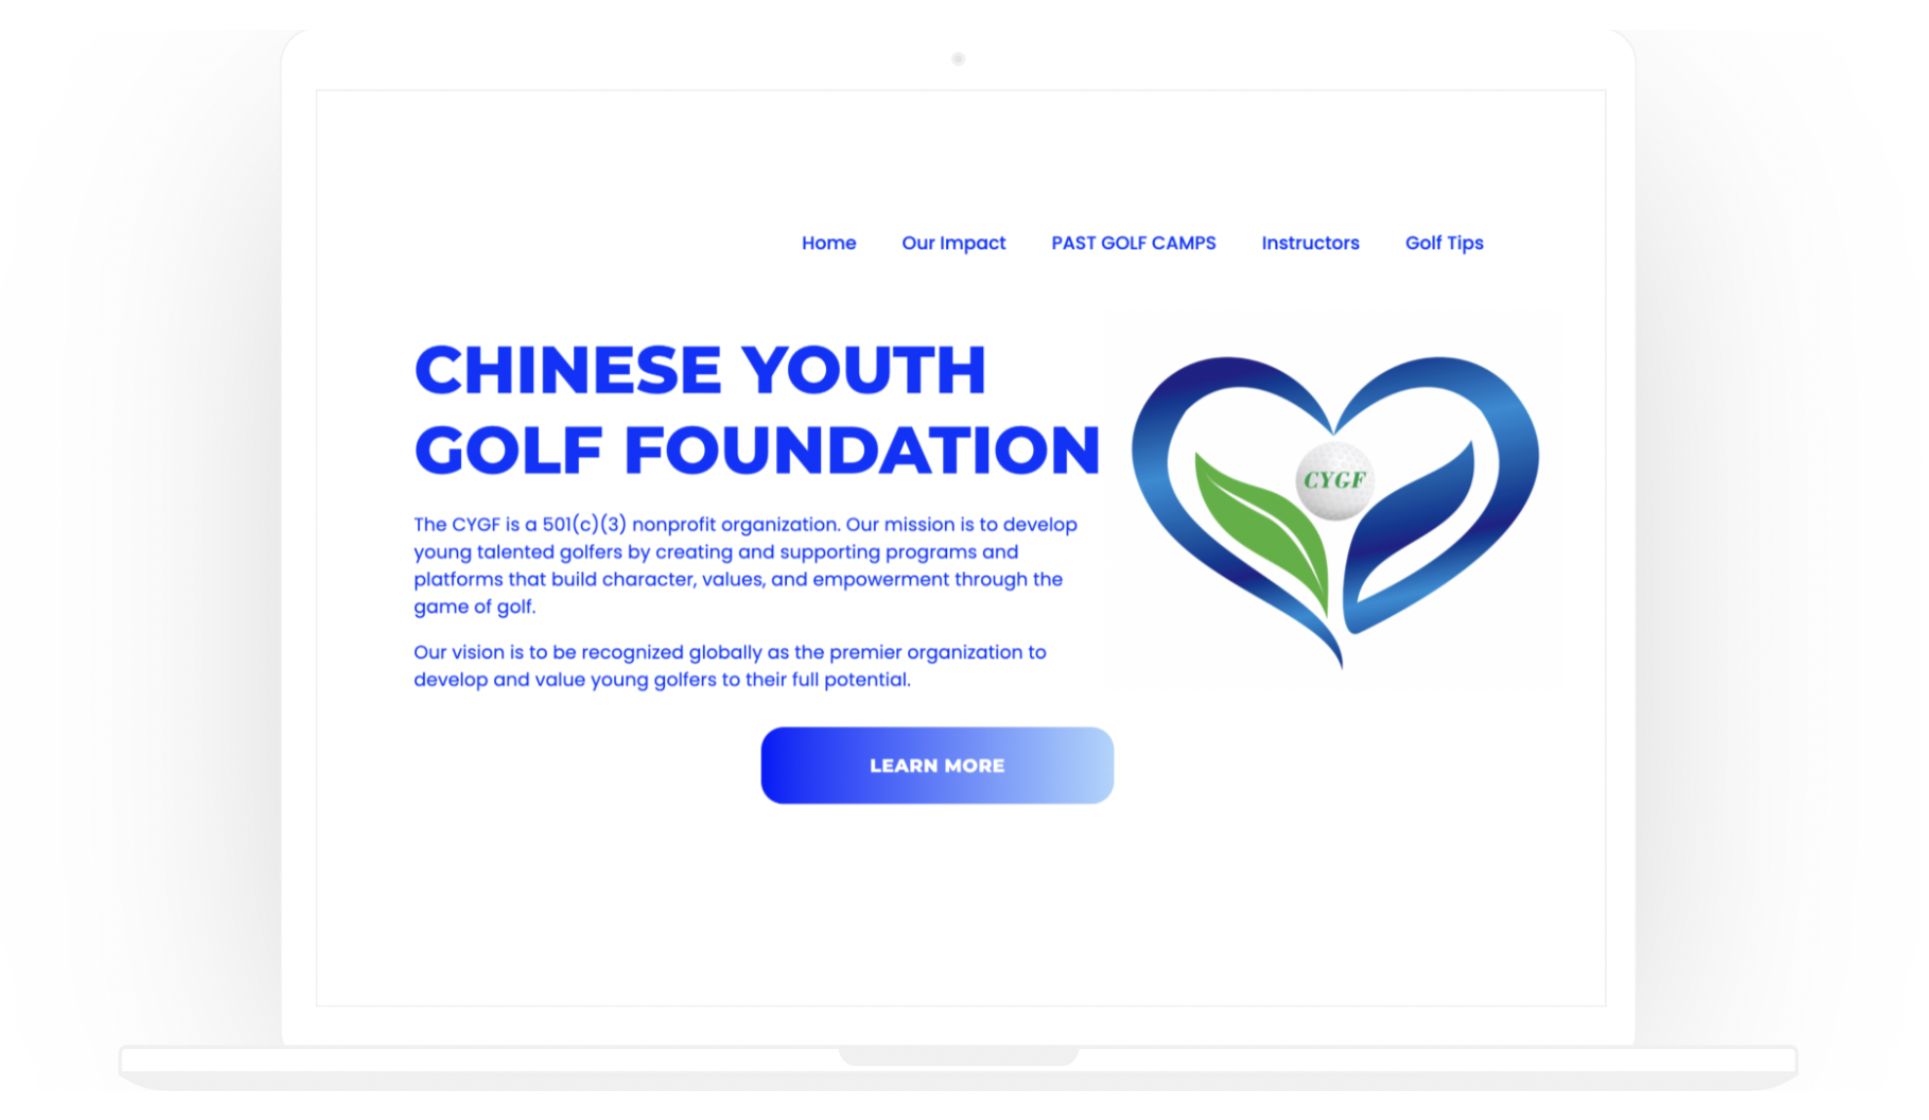 Home Our Impact PAST GOLF CAMPS Instructors Golf Tips
CHINESE YOUTH
GOLF FOUNDATION
The CYGF is a 501(c)(3) nonprofit organization. Our mission is to develop
young talented golfers by creating and supporting programs and
platforms that build character, values, and empowerment through the
game of golf.
Our vision is to be recognized globally as the premier organization to
develop and value young golfers to their full potential.
CYGF
LEARN MORE